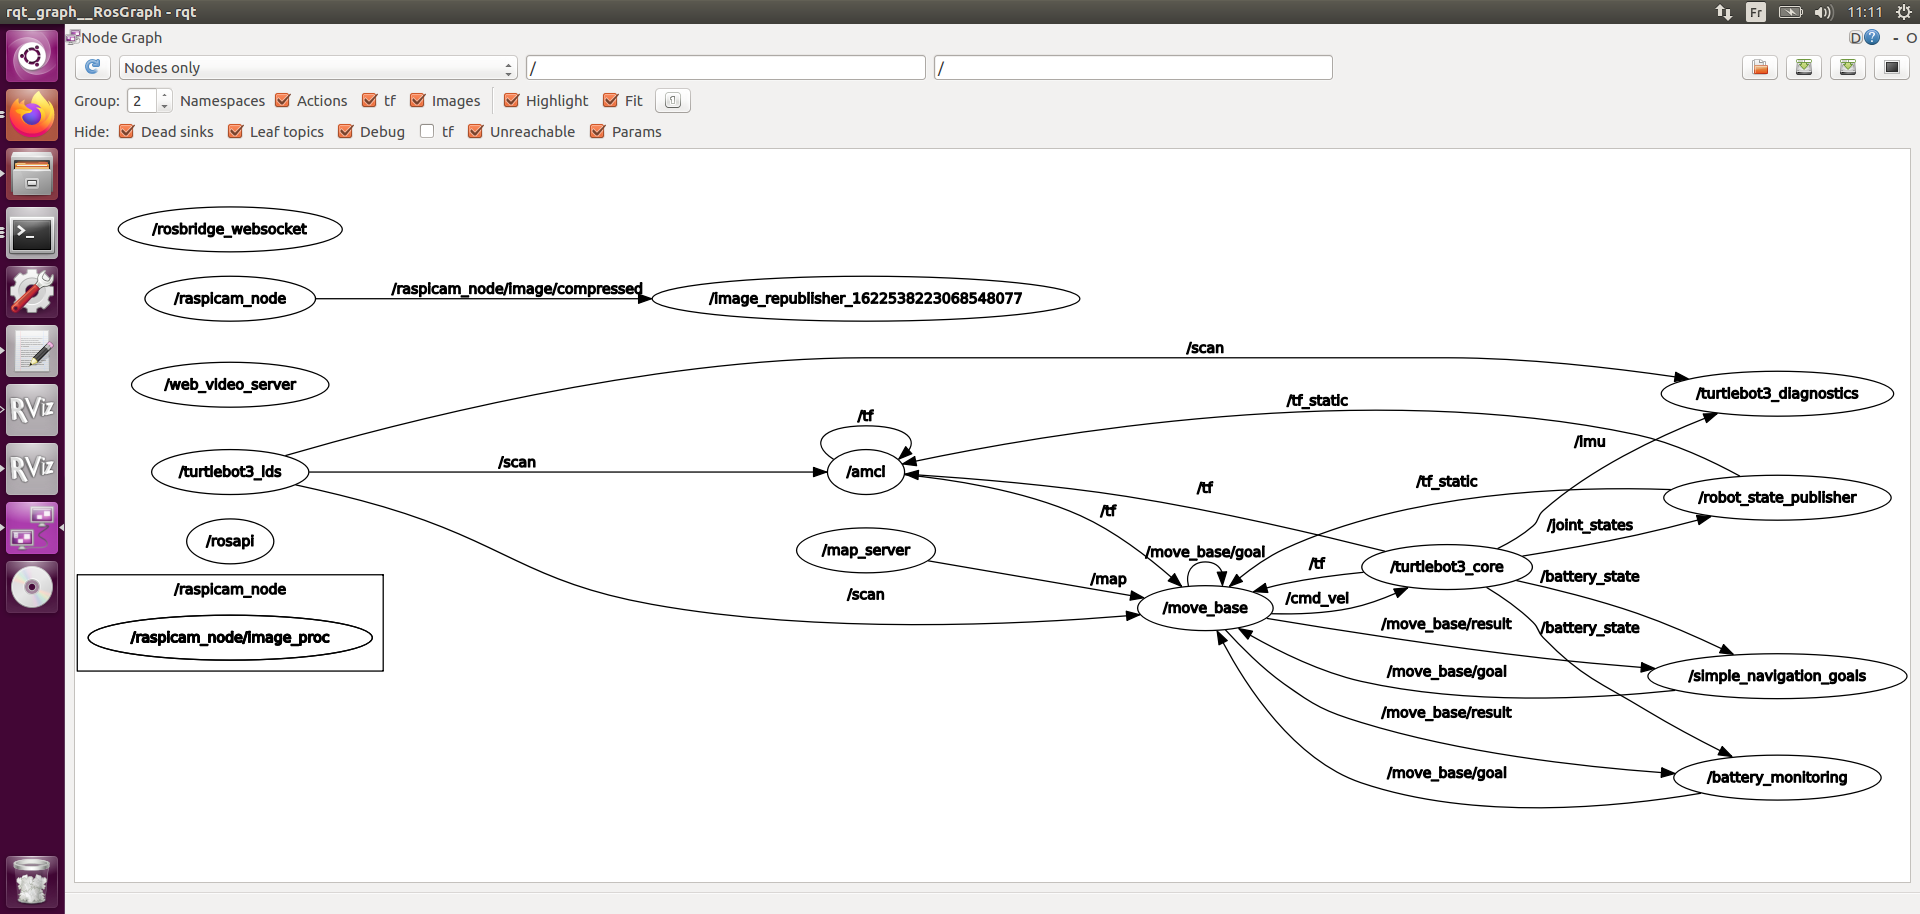 rqt_graph__RosGraph - rqt
Fr
11:11
Node Graph
D
- O
Nodes only
/
/
Group: 2 Namespaces Actions tf Images Highlight Fit
Hide: Dead sinks Leaf topics Debug tf Unreachable Params
/rosbridge_websocket
/raspicam_node
/raspicam_node/image/compressed
/image_republisher_1622538223068548077
/scan
/web_video_server
/turtlebot3_diagnostics
/tf_static
/tf
/imu
/turtlebot3_lds
/scan
/amcl
/tf_static
/tf
/robot_state_publisher
/tf
/joint_states
/rosapi
/map_server
/move_base/goal
/tf
/turtlebot3_core
/map
/battery_state
/raspicam_node
/scan
/cmd_vel
/move_base
/move_base/result
/battery_state
/raspicam_node/image_proc
/move_base/goal
/simple_navigation_goals
/move_base/result
/move_base/goal
/battery_monitoring
RViz
RViz